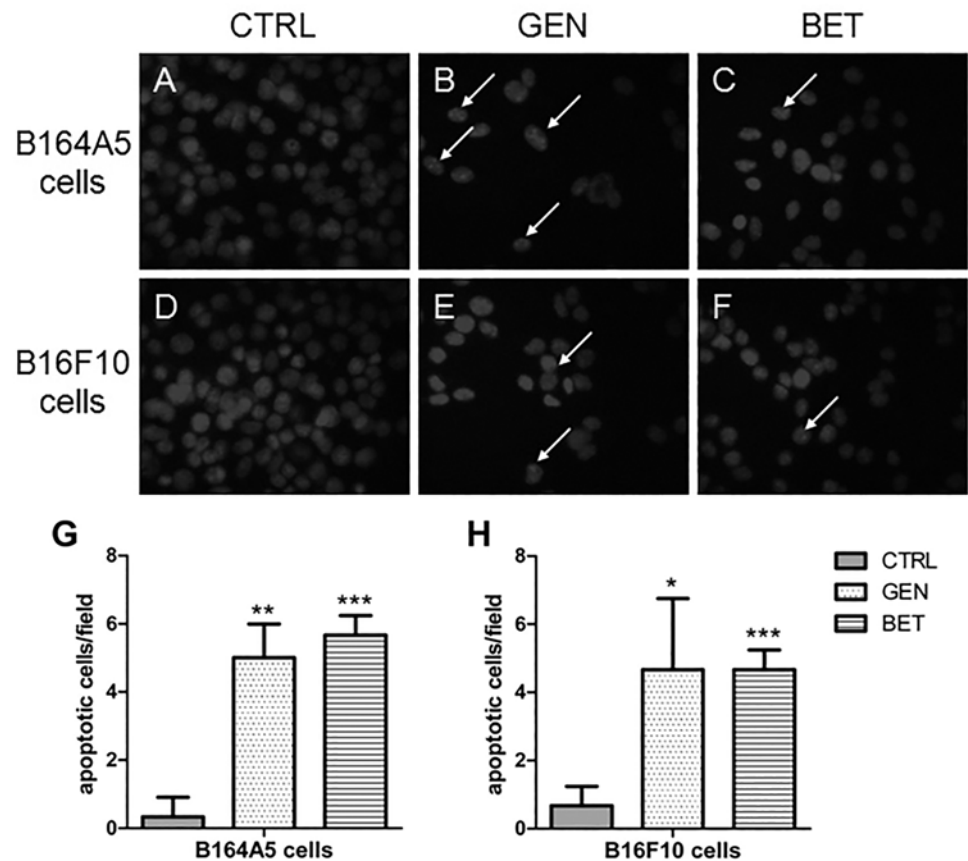 CTRL GEN BET
B164A5 cells
A B C
B16F10 cells
D E F
G
apoptotic cells/field
8
6
4
2
0
** ***
B164A5 cells
H
apoptotic cells/field
8
6
4
2
0
* ***
B16F10 cells
CTRL
GEN
BET